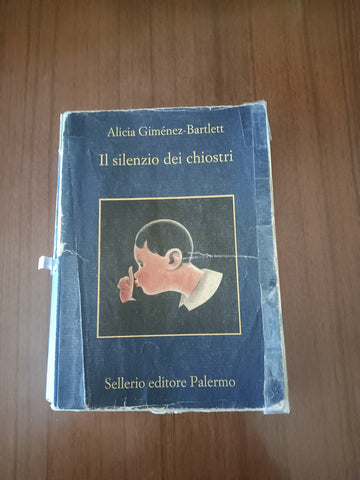 Alicia Giménez-Bartlett
Il silenzio dei chiostri
Sellerio editore Palermo